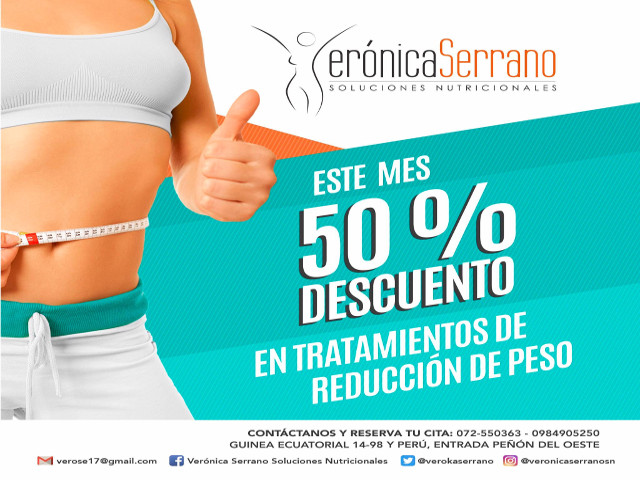 VerónicaSerrano
SOLUCIONES NUTRICIONALES
ESTE MES
50 %
DESCUENTO
EN TRATAMIENTOS DE
REDUCCIÓN DE PESO
CONTÁCTANOS Y RESERVA TU CITA: 072-550363 - 0984905250
GUINEA ECUATORIAL 14-98 Y PERÚ, ENTRADA PEÑÓN DEL OESTE
verose17@gmail.com Verónica Serrano Soluciones Nutricionales @verokaserrano @veronicaserranosn